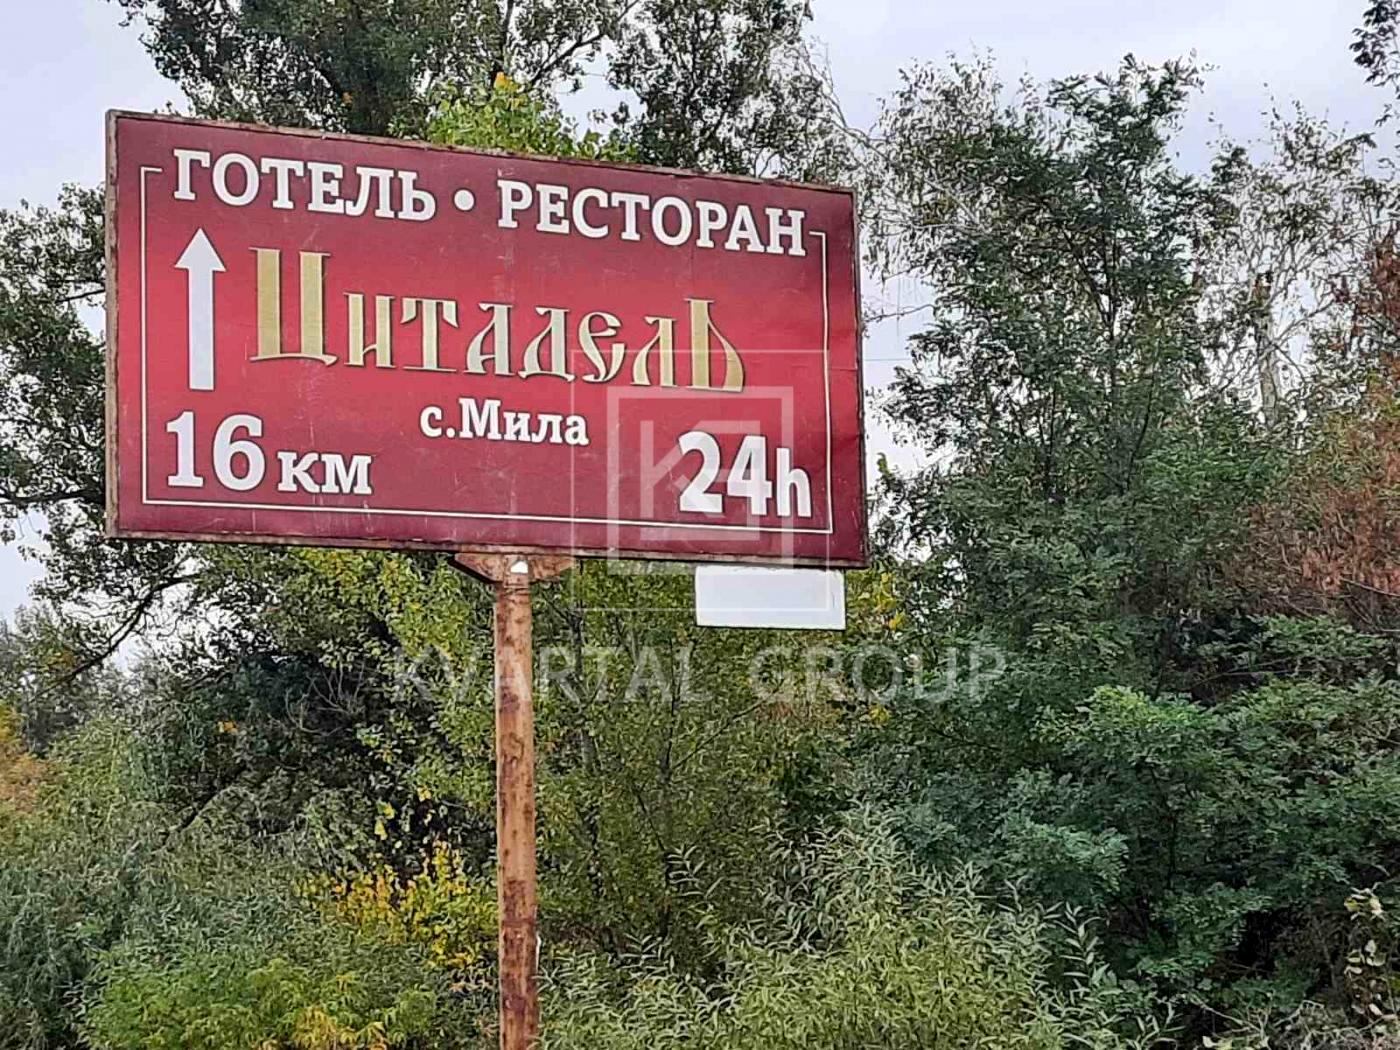 ГОТЕЛЬ • РЕСТОРАН
Цитадель
с.Мила
16 км
24h
KVARTAL GROUP